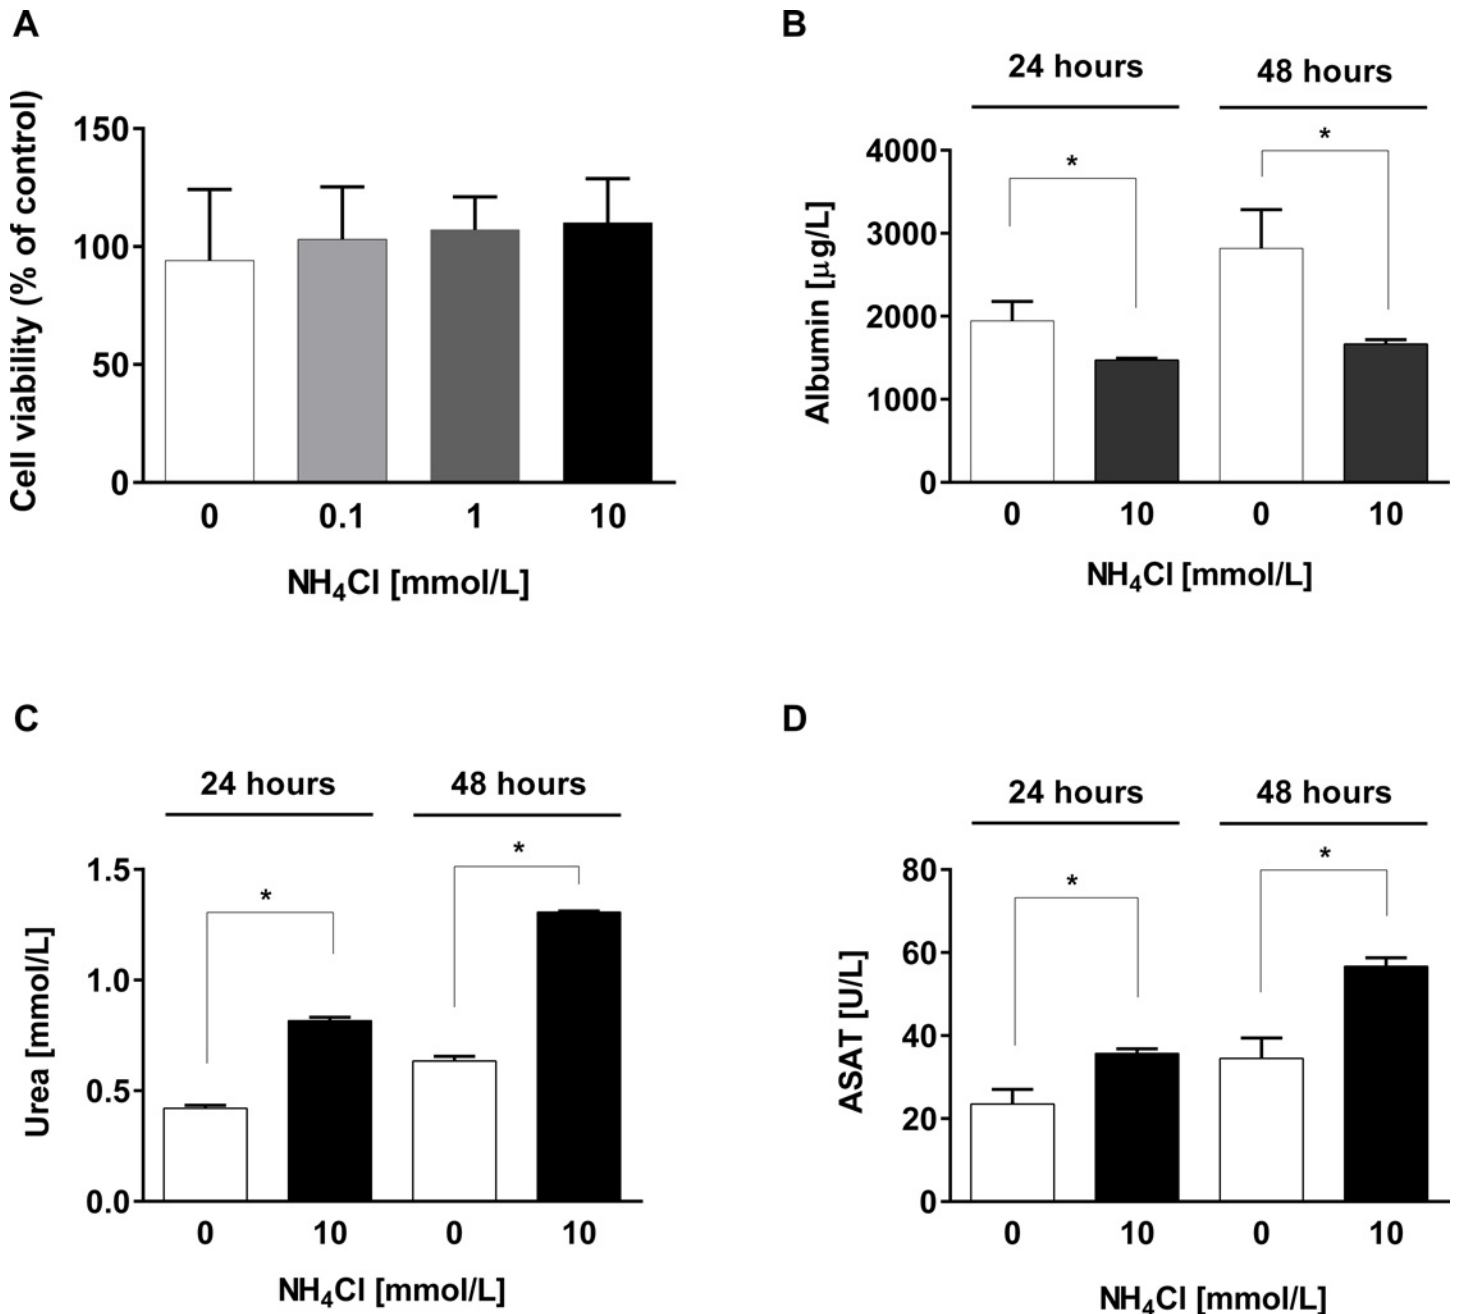 A
Cell viability (% of control)
150
100
50
0
0 0.1 1 10
NH₄Cl [mmol/L]
B
24 hours 48 hours
* *
Albumin [μg/L]
4000
3000
2000
1000
0
0 10 0 10
NH₄Cl [mmol/L]
C
24 hours 48 hours
* *
Urea [mmol/L]
1.5
1.0
0.5
0.0
0 10 0 10
NH₄Cl [mmol/L]
D
24 hours 48 hours
* *
ASAT [U/L]
80
60
40
20
0
0 10 0 10
NH₄Cl [mmol/L]